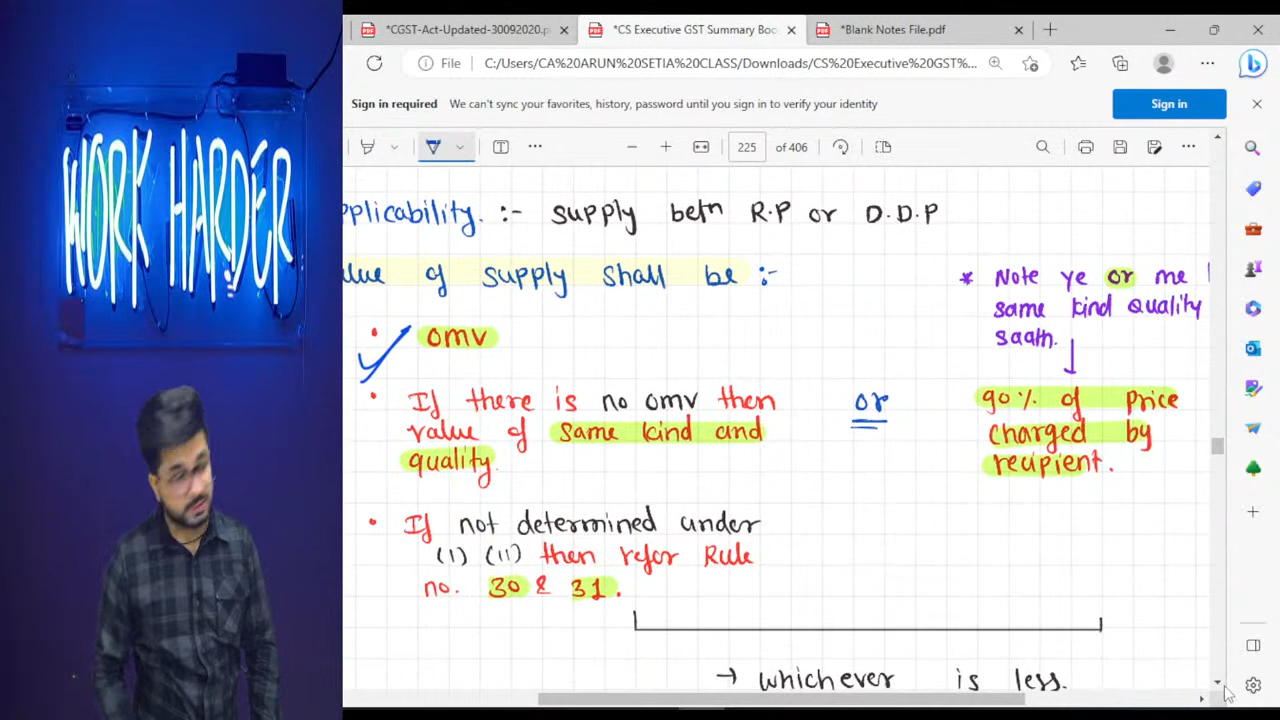 WORK HARDER
*CGST-Act-Updated-30092020.p
*CS Executive GST Summary Boo
*Blank Notes File.pdf
File
C:/Users/CA%20ARUN%20SETIA%20CLASS/Downloads/CS%20Executive%20GST%...
Sign in required We can't sync your favorites, history, password until you sign in to verify your identity
Sign in
225 of 406
pplicability. :- supply betn R.P or D.D.P
lue of supply shall be :-
* Note ye or me
same kind quality
saath.
• omv
• If there is no omv then
value of same kind and
quality.
or
90% of Price
charged by
recipient.
• If not determined under
(I) (II) then refer Rule
no. 30 & 31.
→ whichever is less.